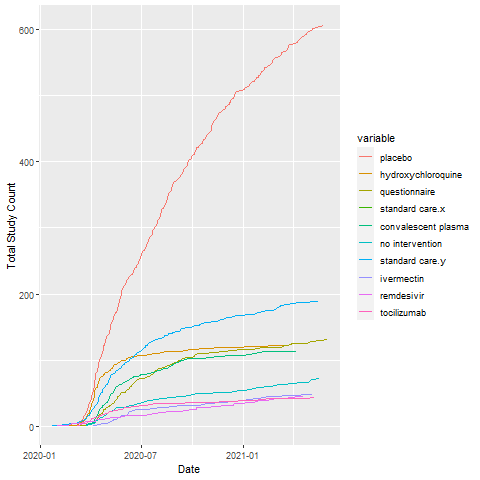 600
400
200
0
Total Study Count
2020-01 2020-07 2021-01
Date
variable
placebo
hydroxychloroquine
questionnaire
standard care.x
convalescent plasma
no intervention
standard care.y
ivermectin
remdesivir
tocilizumab